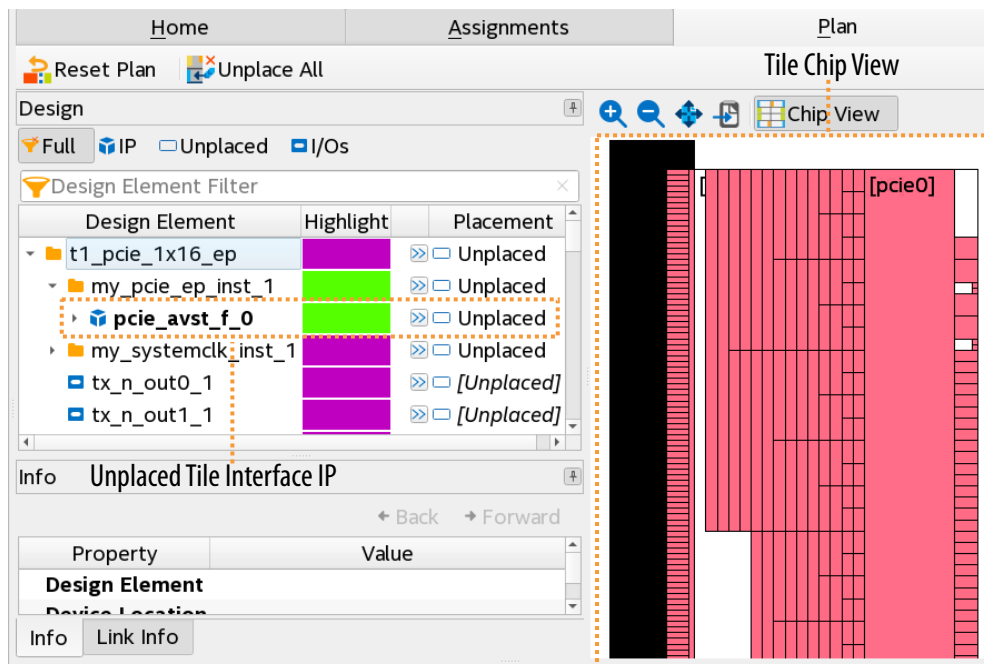 Home Assignments Plan
Reset Plan Unplace All
Tile Chip View
Design
Chip View
Full IP Unplaced I/Os
Design Element Filter
Design Element Highlight Placement
t1_pcie_1x16_ep Unplaced
my_pcie_ep_inst_1 Unplaced
pcie_avst_f_0 Unplaced
my_systemclk_inst_1 Unplaced
tx_n_out0_1 [Unplaced]
tx_n_out1_1 [Unplaced]
[pcie0]
Info
Unplaced Tile Interface IP
Back Forward
Property Value
Design Element
Device Location
Info Link Info